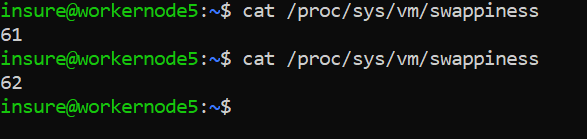 insure@workernode5:~$ cat /proc/sys/vm/swappiness
61
insure@workernode5:~$ cat /proc/sys/vm/swappiness
62
insure@workernode5:~$